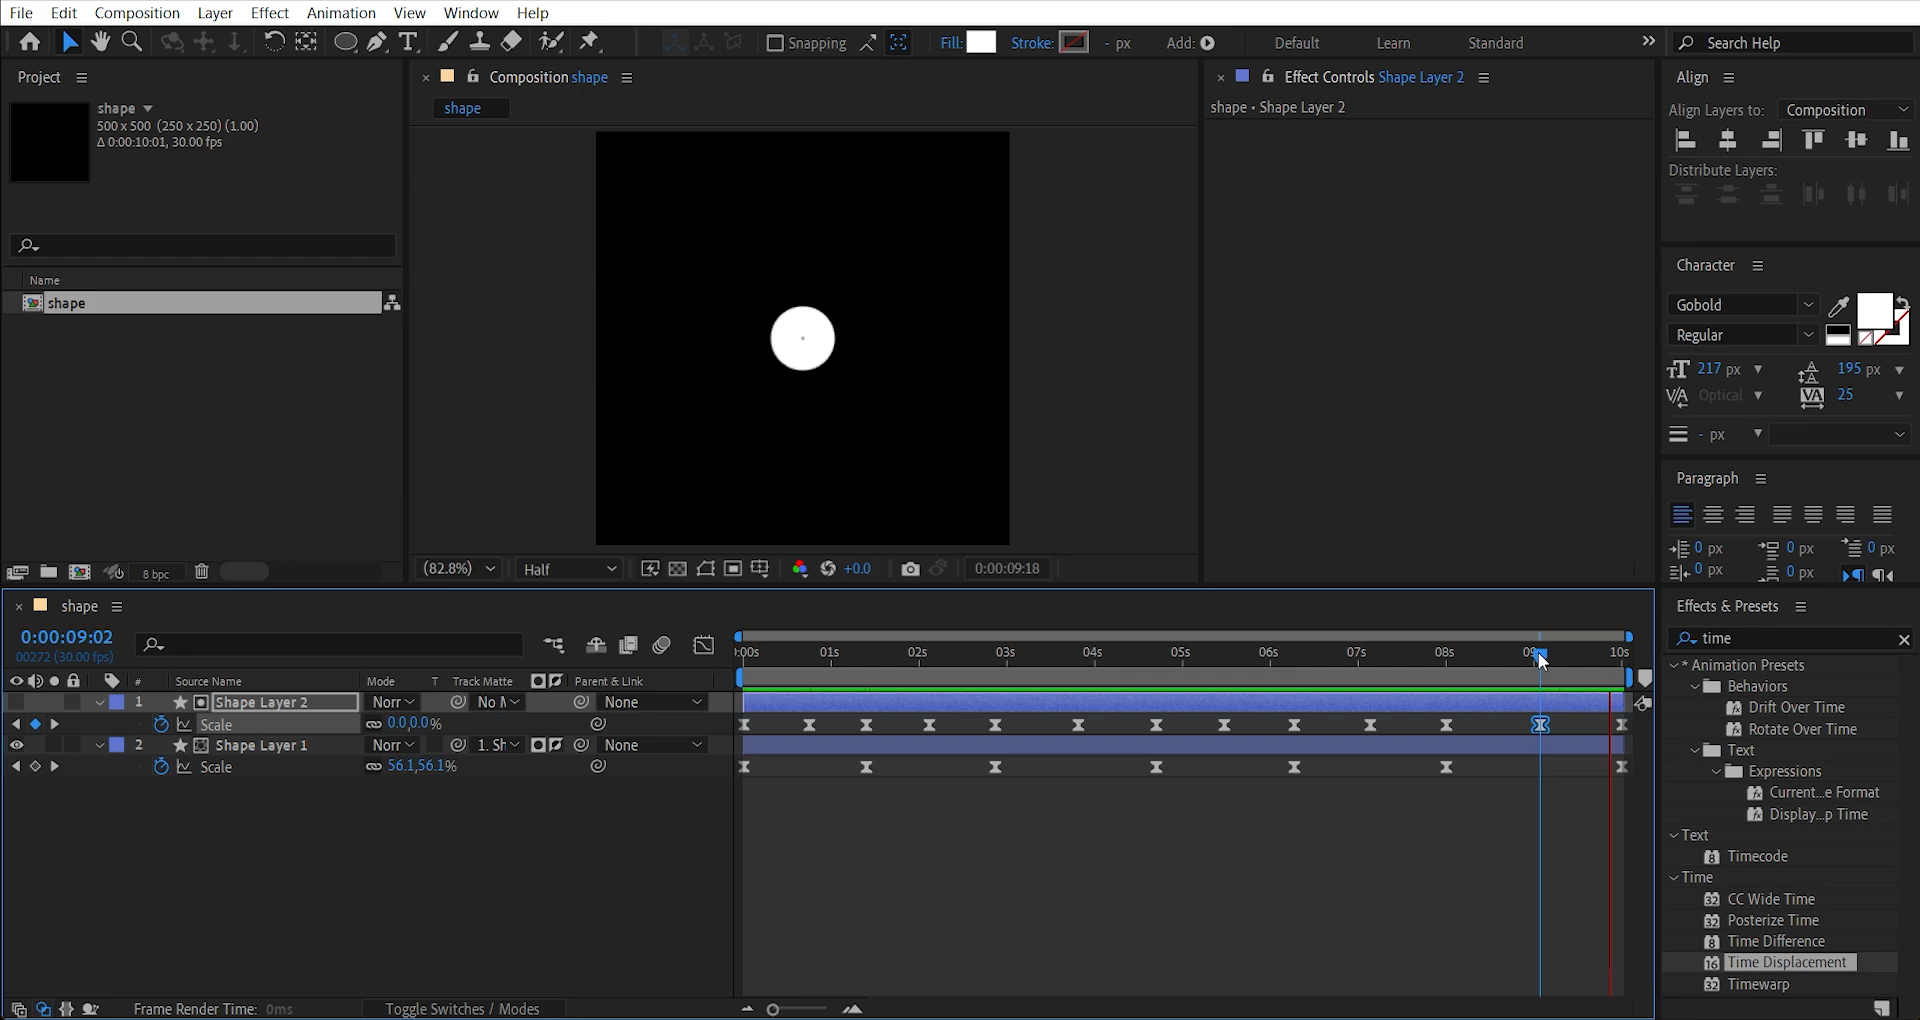 File Edit Composition Layer Effect Animation View Window Help
Snapping Fill: Stroke: - px Add: Default Learn Standard » Search Help
Project
shape
500 x 500 (250 x 250) (1.00)
Δ 0:00:10:01, 30.00 fps
Name
shape
8 bpc
× Composition shape
shape
(82.8%) Half +0.0 0:00:09:18
× Effect Controls Shape Layer 2
shape • Shape Layer 2
Align
Align Layers to: Composition
Distribute Layers:
Character
Gobold
Regular
217 px 195 px
Optical 25
- px
Paragraph
0 px 0 px 0 px
0 px 0 px
× shape
0:00:09:02
00272 (30.00 fps)
01s 02s 03s 04s 05s 06s 07s 08s 10s
# Source Name Mode T Track Matte Parent & Link
1 Shape Layer 2 Norr No M None
Scale 0.0,0.0%
2 Shape Layer 1 Norr 1. Sh None
Scale 56.1,56.1%
Frame Render Time: 0ms Toggle Switches / Modes
Effects & Presets
time ×
* Animation Presets
Behaviors
Drift Over Time
Rotate Over Time
Text
Expressions
Current...e Format
Display...p Time
Text
8 Timecode
Time
32 CC Wide Time
32 Posterize Time
8 Time Difference
16 Time Displacement
32 Timewarp